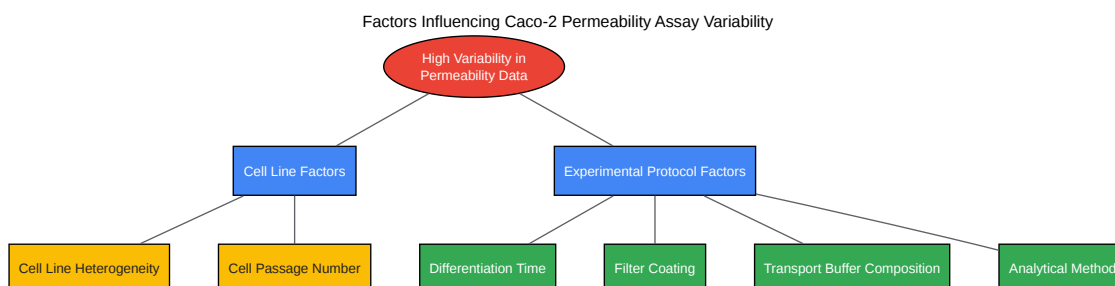 Factors Influencing Caco-2 Permeability Assay Variability
High Variability in
Permeability Data
Cell Line Factors
Experimental Protocol Factors
Cell Line Heterogeneity
Cell Passage Number
Differentiation Time
Filter Coating
Transport Buffer Composition
Analytical Method